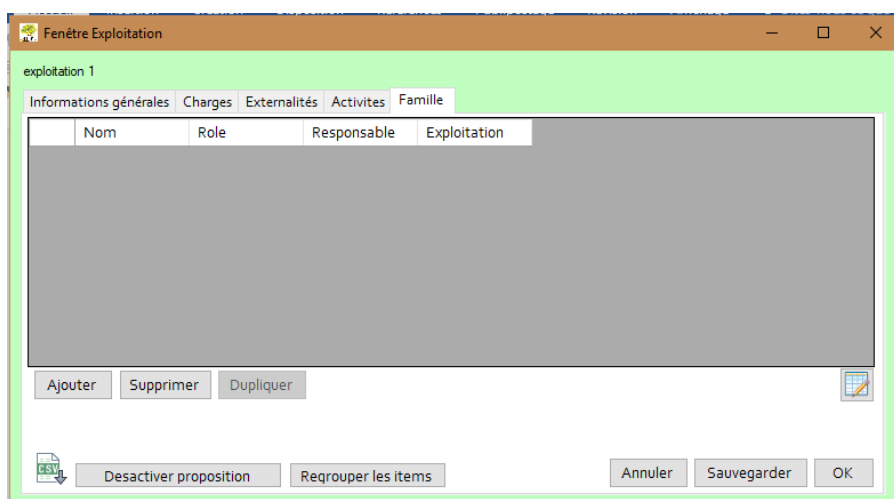 Fenêtre Exploitation
exploitation 1
Informations générales Charges Externalités Activites Famille
Nom Role Responsable Exploitation
Ajouter Supprimer Dupliquer
CSV Desactiver proposition Regrouper les items Annuler Sauvegarder OK